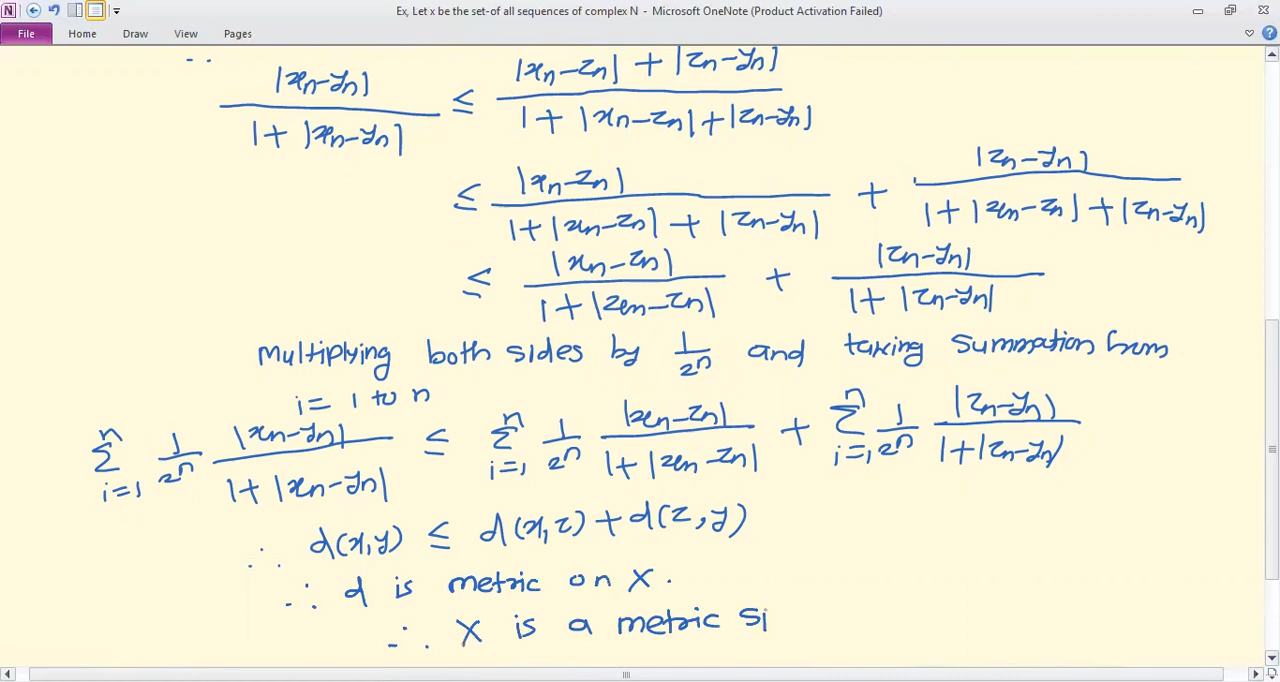 Ex, Let x be the set-of all sequences of complex N - Microsoft OneNote (Product Activation Failed)
File Home Draw View Pages
∴ |xn-yn| / 1+ |xn-yn| ≤ |xn-zn| + |zn-yn| / 1+ |xn-zn|+|zn-yn|
≤ |xn-zn| / 1+|xn-zn| + |zn-yn| + |zn-yn| / 1+|xn-zn|+|zn-yn|
≤ |xn-zn| / 1+|xn-zn| + |zn-yn| / 1+ |zn-yn|
multiplying both sides by 1/2^n and taking summation from
i= 1 to n
∑_{i=1}^n 1/2^n |xn-yn| / 1+ |xn-yn| ≤ ∑_{i=1}^n 1/2^n |xn-zn| / 1+|xn-zn| + ∑_{i=1}^n 1/2^n |zn-yn| / 1+|zn-yn|
∴ d(x,y) ≤ d(x,z)+d(z,y)
∴ d is metric on X.
∴ X is a metric